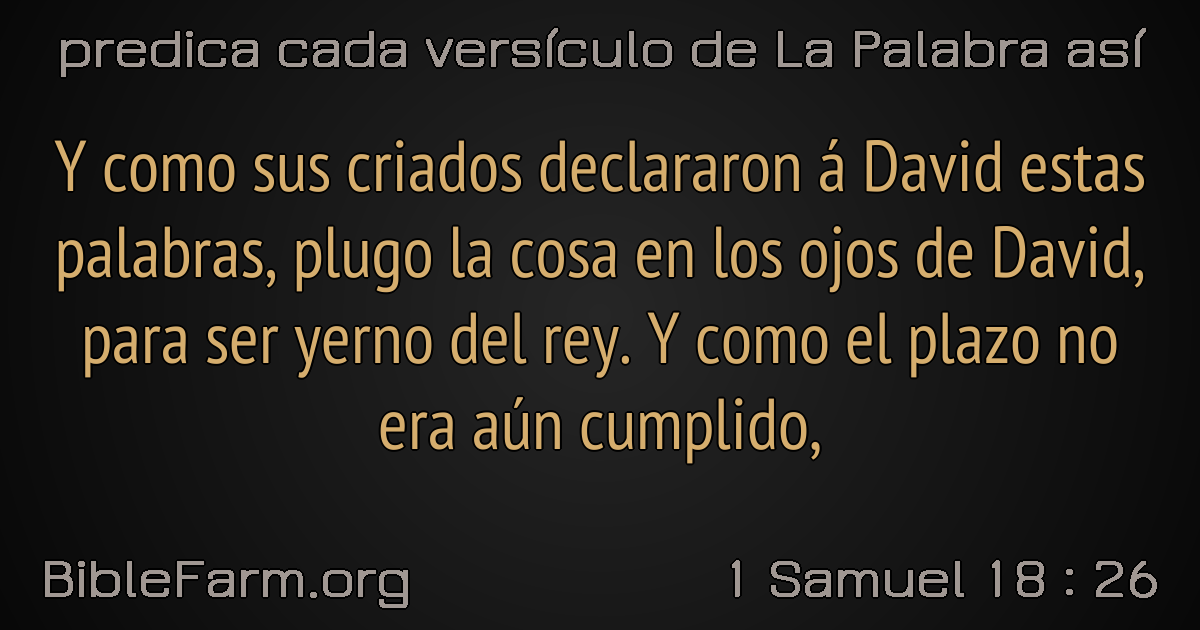 predica cada versículo de La Palabra así
Y como sus criados declararon á David estas
palabras, plugo la cosa en los ojos de David,
para ser yerno del rey. Y como el plazo no
era aún cumplido,
BibleFarm.org
1 Samuel 18 : 26